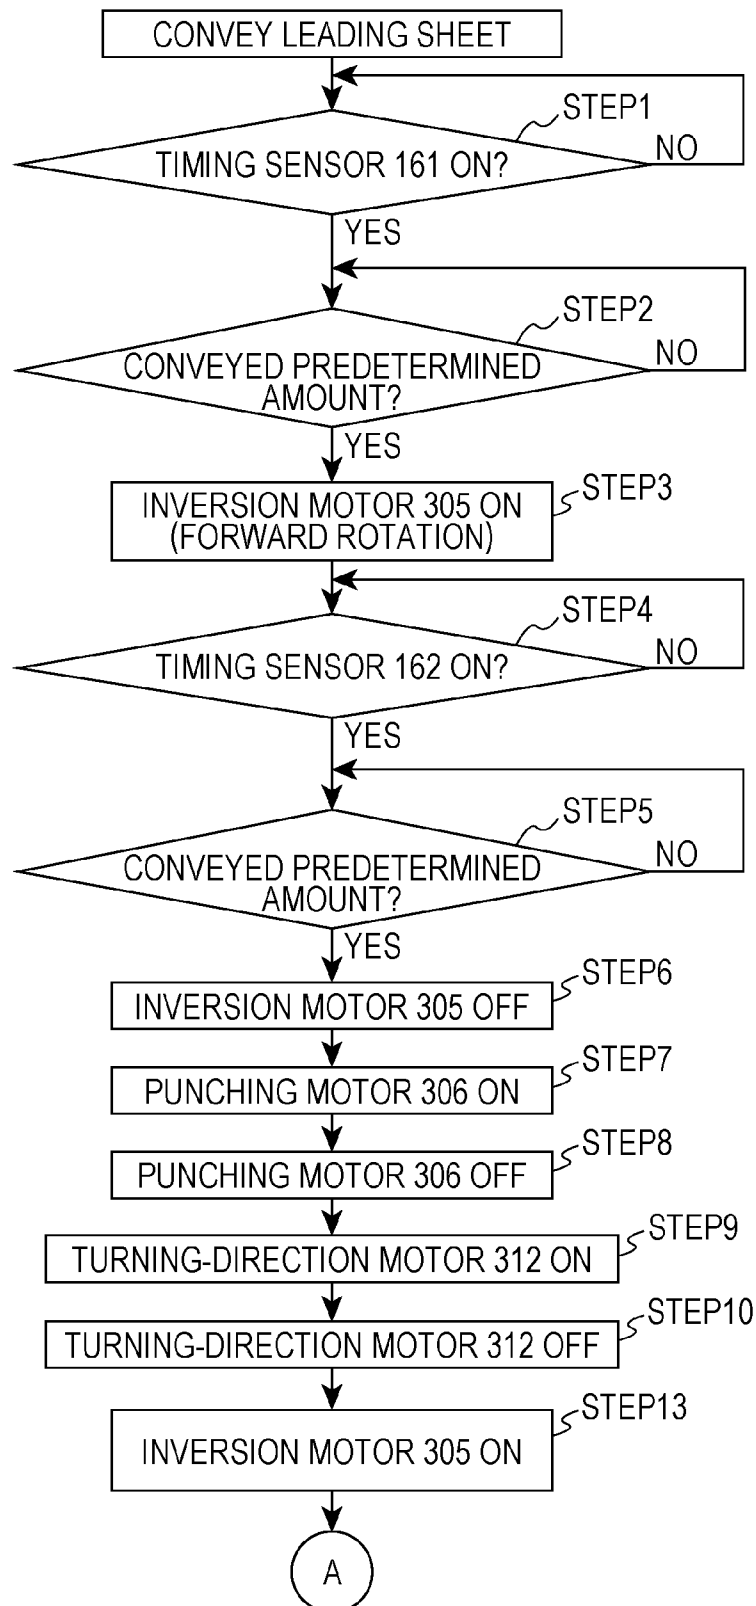 CONVEY LEADING SHEET
STEP1
TIMING SENSOR 161 ON?
NO
YES
STEP2
CONVEYED PREDETERMINED
AMOUNT?
NO
YES
STEP3
INVERSION MOTOR 305 ON
(FORWARD ROTATION)
STEP4
TIMING SENSOR 162 ON?
NO
YES
STEP5
CONVEYED PREDETERMINED
AMOUNT?
NO
YES
STEP6
INVERSION MOTOR 305 OFF
STEP7
PUNCHING MOTOR 306 ON
STEP8
PUNCHING MOTOR 306 OFF
STEP9
TURNING-DIRECTION MOTOR 312 ON
STEP10
TURNING-DIRECTION MOTOR 312 OFF
STEP13
INVERSION MOTOR 305 ON
A